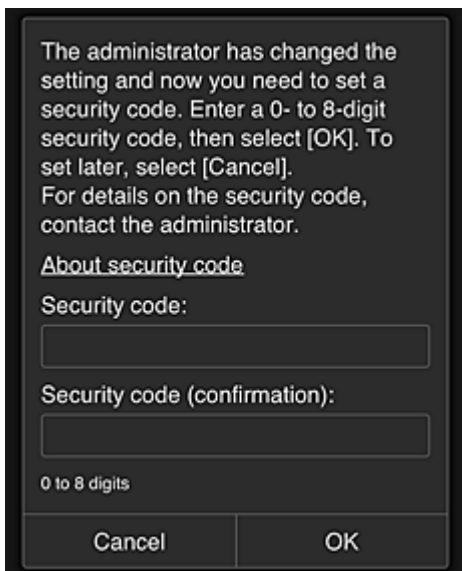 The administrator has changed the
setting and now you need to set a
security code. Enter a 0- to 8-digit
security code, then select [OK]. To
set later, select [Cancel].
For details on the security code,
contact the administrator.
About security code
Security code:
Security code (confirmation):
0 to 8 digits
Cancel
OK